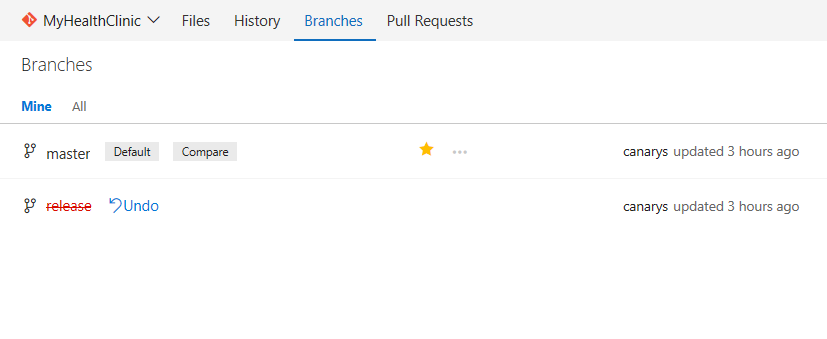 MyHealthClinic Files History Branches Pull Requests
Branches
Mine All
master Default Compare canarys updated 3 hours ago
release Undo canarys updated 3 hours ago